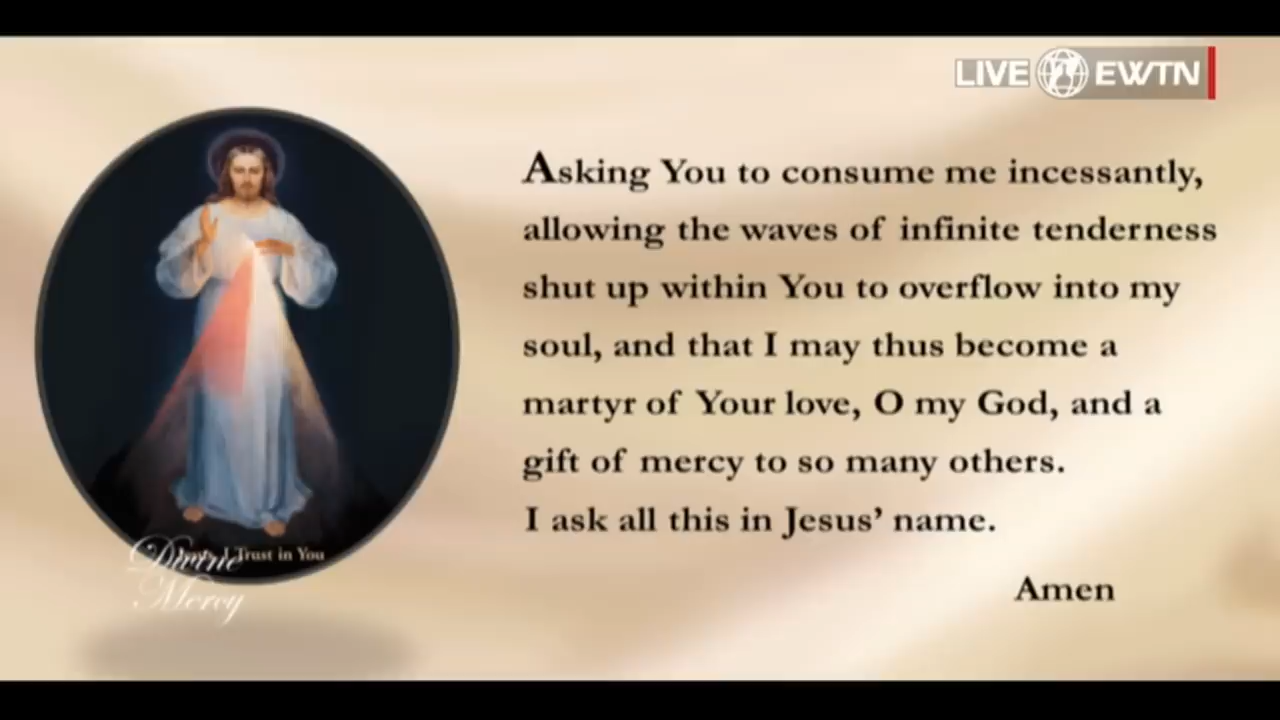 LIVE EWTN
Asking You to consume me incessantly,
allowing the waves of infinite tenderness
shut up within You to overflow into my
soul, and that I may thus become a
martyr of Your love, O my God, and a
gift of mercy to so many others.
I ask all this in Jesus’ name.
Amen
I Trust in You
Divine
Mercy